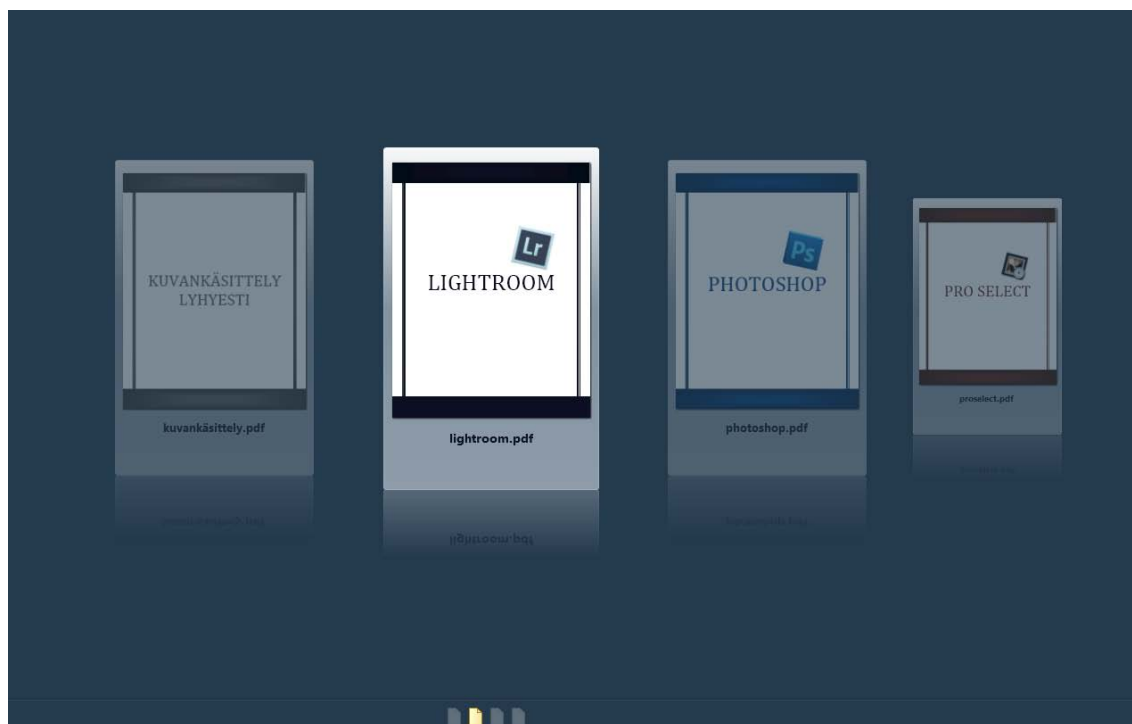 KUVANKÄSITTELY
LYHYESTI
kuvankäsittely.pdf
Lr
LIGHTROOM
lightroom.pdf
Ps
PHOTOSHOP
photoshop.pdf
PRO SELECT
proselect.pdf